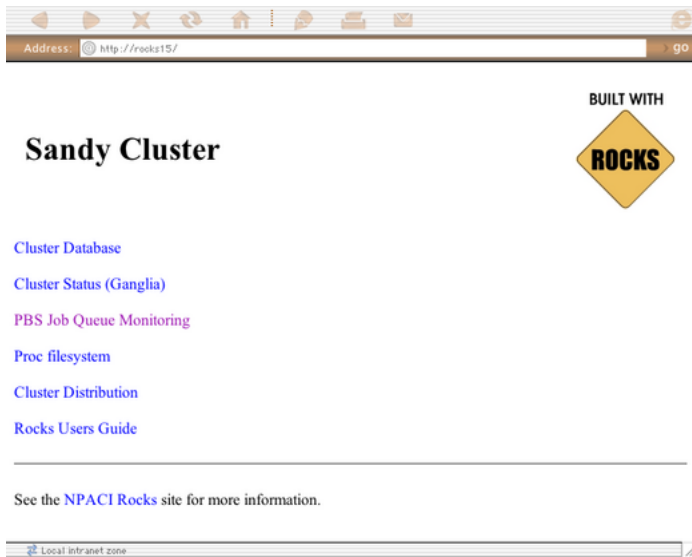 Address: http://rocks15/ go
BUILT WITH
ROCKS
Sandy Cluster
Cluster Database
Cluster Status (Ganglia)
PBS Job Queue Monitoring
Proc filesystem
Cluster Distribution
Rocks Users Guide
See the NPACI Rocks site for more information.
Local intranet zone